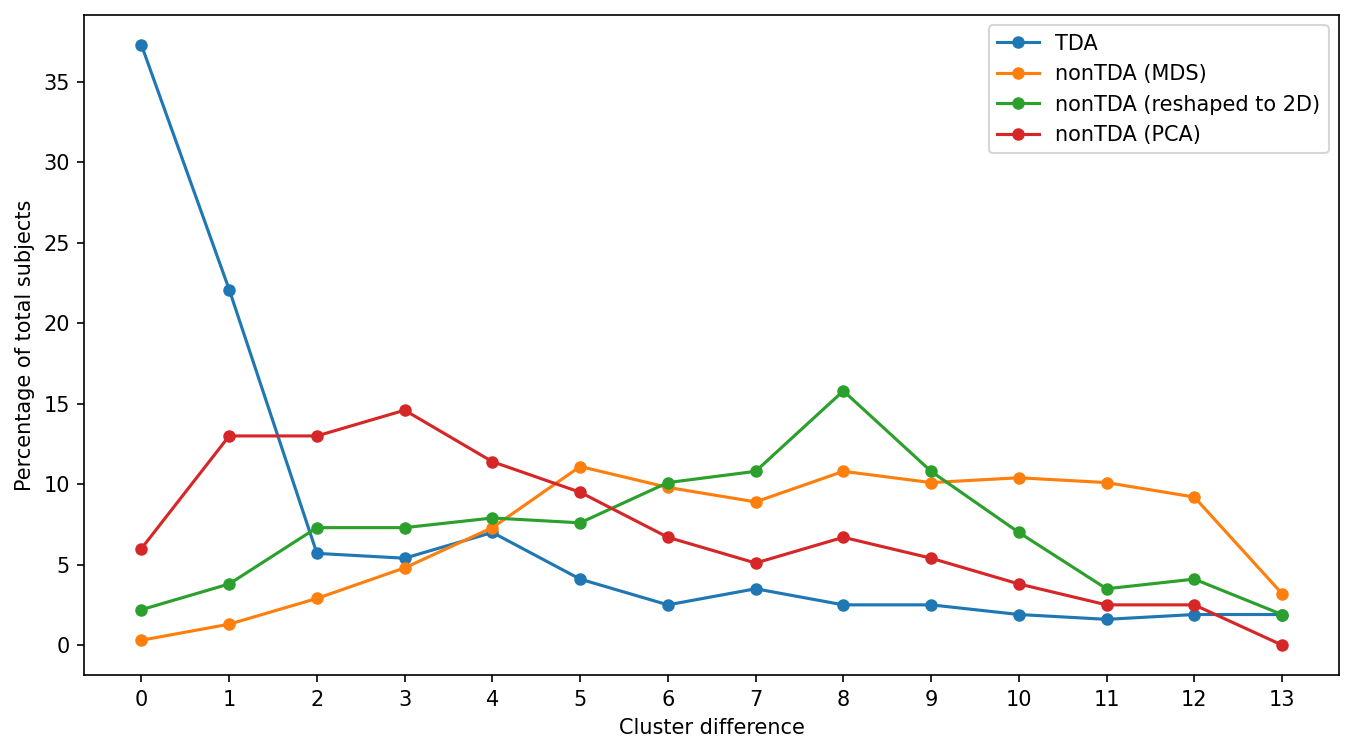 TDA
nonTDA (MDS)
nonTDA (reshaped to 2D)
nonTDA (PCA)
Percentage of total subjects
35
30
25
20
15
10
5
0
0 1 2 3 4 5 6 7 8 9 10 11 12 13
Cluster difference